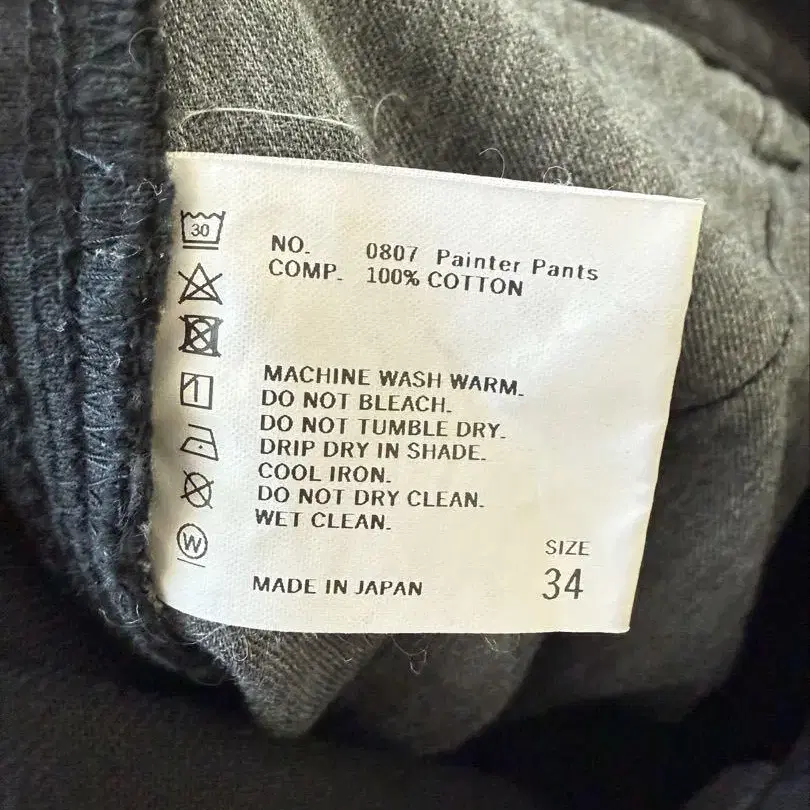 30
NO. 0807 Painter Pants
COMP. 100% COTTON
MACHINE WASH WARM.
DO NOT BLEACH.
DO NOT TUMBLE DRY.
DRIP DRY IN SHADE.
COOL IRON.
DO NOT DRY CLEAN.
WET CLEAN.
W
SIZE
34
MADE IN JAPAN